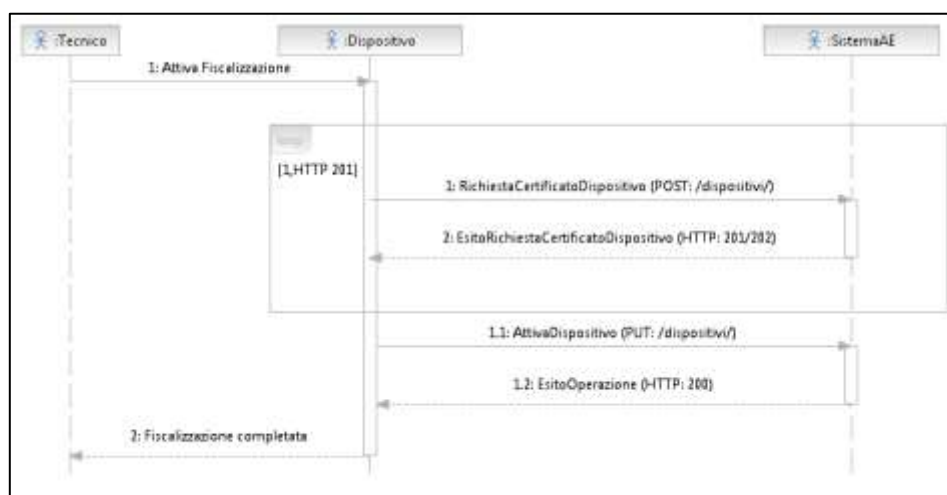 :Tecnico
:Dispositivo
:SistemaAE
1: Attiva Fiscalizzazione
[1,HTTP 201]
1: RichiestaCertificatoDispositivo (POST: /dispositivi/)
2: EsitoRichiestaCertificatoDispositivo (HTTP: 201/202)
1.1: AttivaDispositivo (PUT: /dispositivi/)
1.2: EsitoOperazione (HTTP: 200)
2: Fiscalizzazione completata